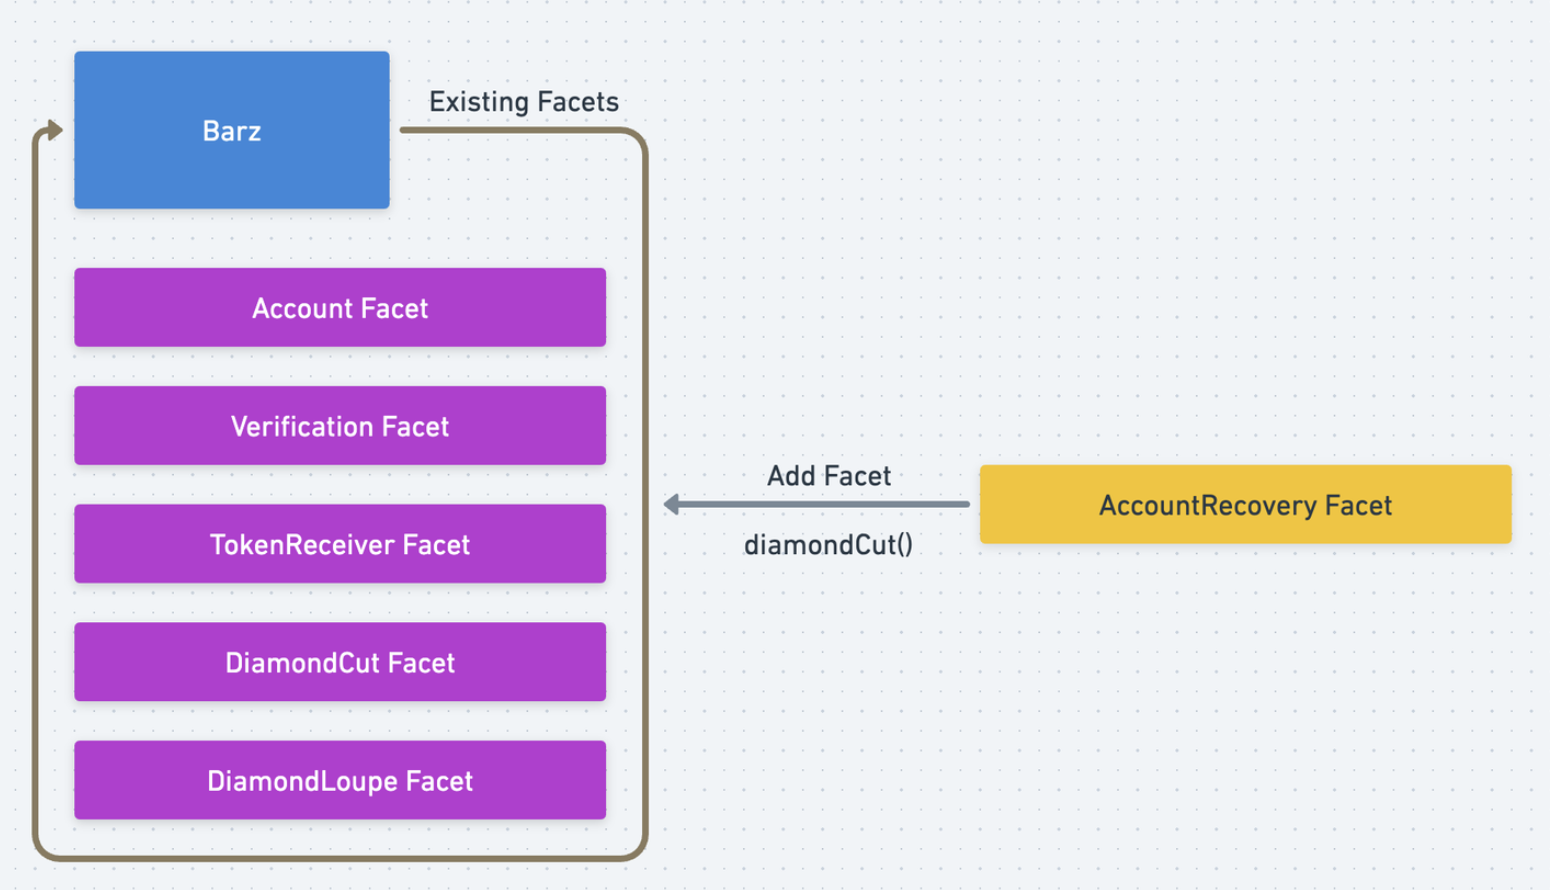 Existing Facets
Barz
Account Facet
Verification Facet
Add Facet
AccountRecovery Facet
TokenReceiver Facet
diamondCut()
DiamondCut Facet
DiamondLoupe Facet